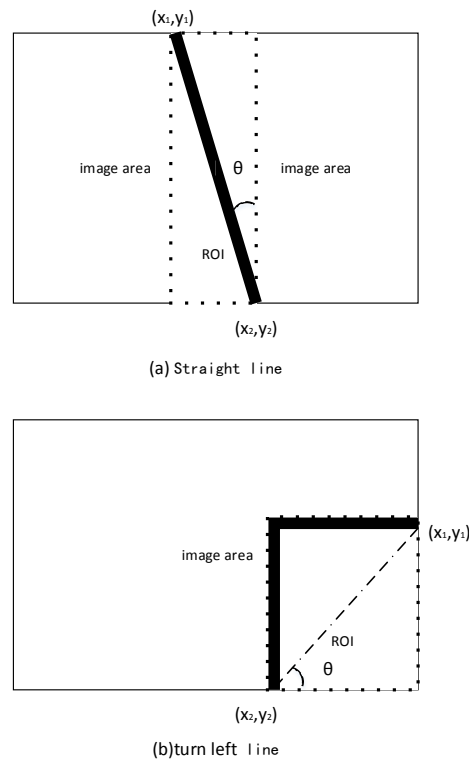 (x₁,y₁)
image area
θ
image area
ROI
(x₂,y₂)
(a) Straight line
(x₁,y₁)
image area
ROI
θ
(x₂,y₂)
(b)turn left line